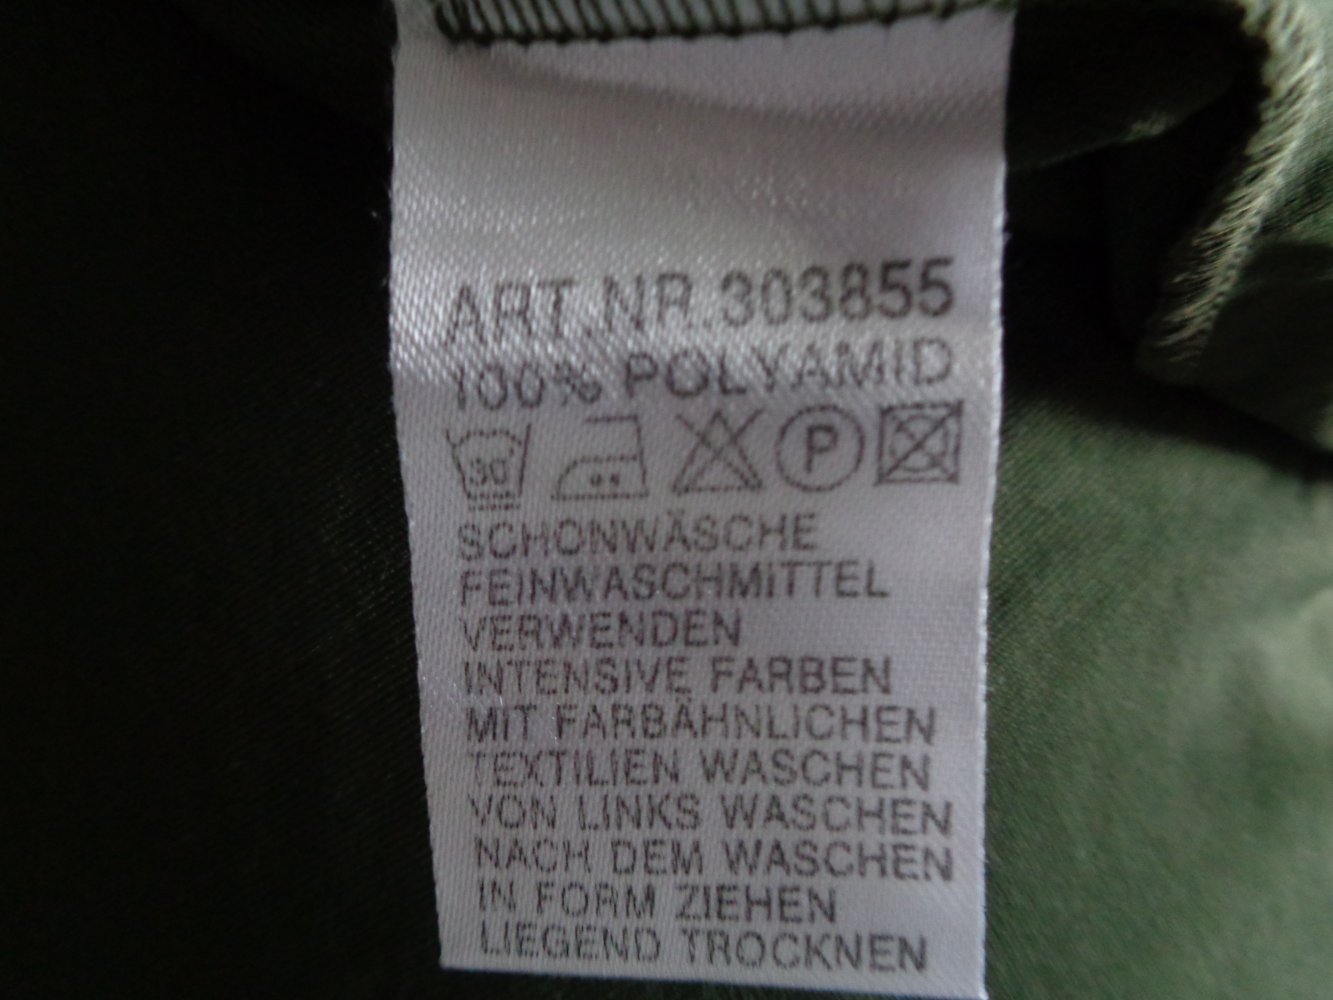 ART.NR.303855
100% POLYAMID
30 P
SCHONWÄSCHE
FEINWASCHMITTEL
VERWENDEN
INTENSIVE FARBEN
MIT FARBÄHNLICHEN
TEXTILIEN WASCHEN
VON LINKS WASCHEN
NACH DEM WASCHEN
IN FORM ZIEHEN
LIEGEND TROCKNEN